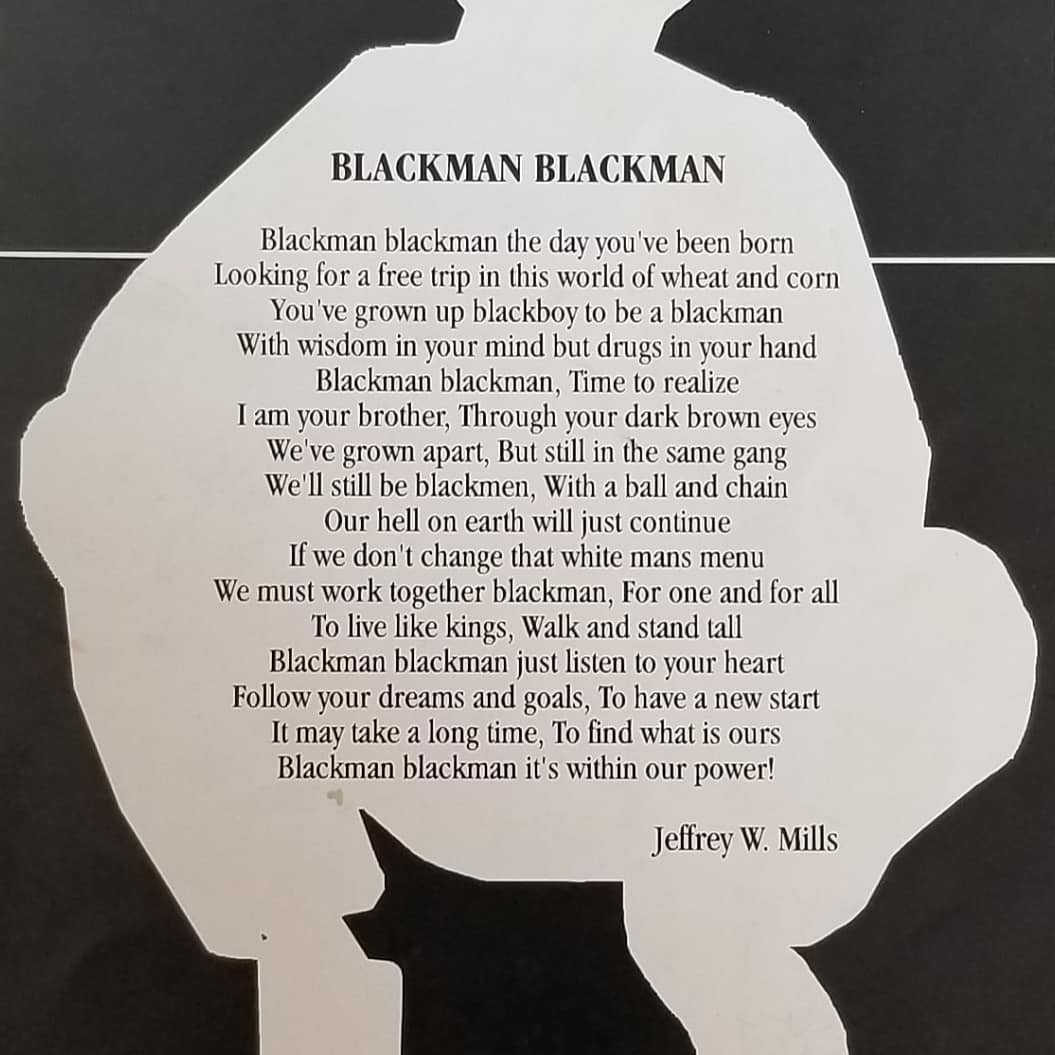 BLACKMAN BLACKMAN
Blackman blackman the day you've been born
Looking for a free trip in this world of wheat and corn
You've grown up blackboy to be a blackman
With wisdom in your mind but drugs in your hand
Blackman blackman, Time to realize
I am your brother, Through your dark brown eyes
We've grown apart, But still in the same gang
We'll still be blackmen, With a ball and chain
Our hell on earth will just continue
If we don't change that white mans menu
We must work together blackman, For one and for all
To live like kings, Walk and stand tall
Blackman blackman just listen to your heart
Follow your dreams and goals, To have a new start
It may take a long time, To find what is ours
Blackman blackman it's within our power!
Jeffrey W. Mills